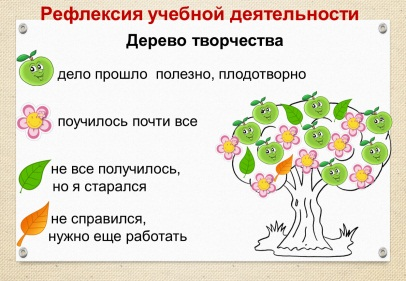 Рефлексия учебной деятельности
Дерево творчества
дело прошло полезно, плодотворно
поучилось почти все
не все получилось,
но я старался
не справился,
нужно еще работать